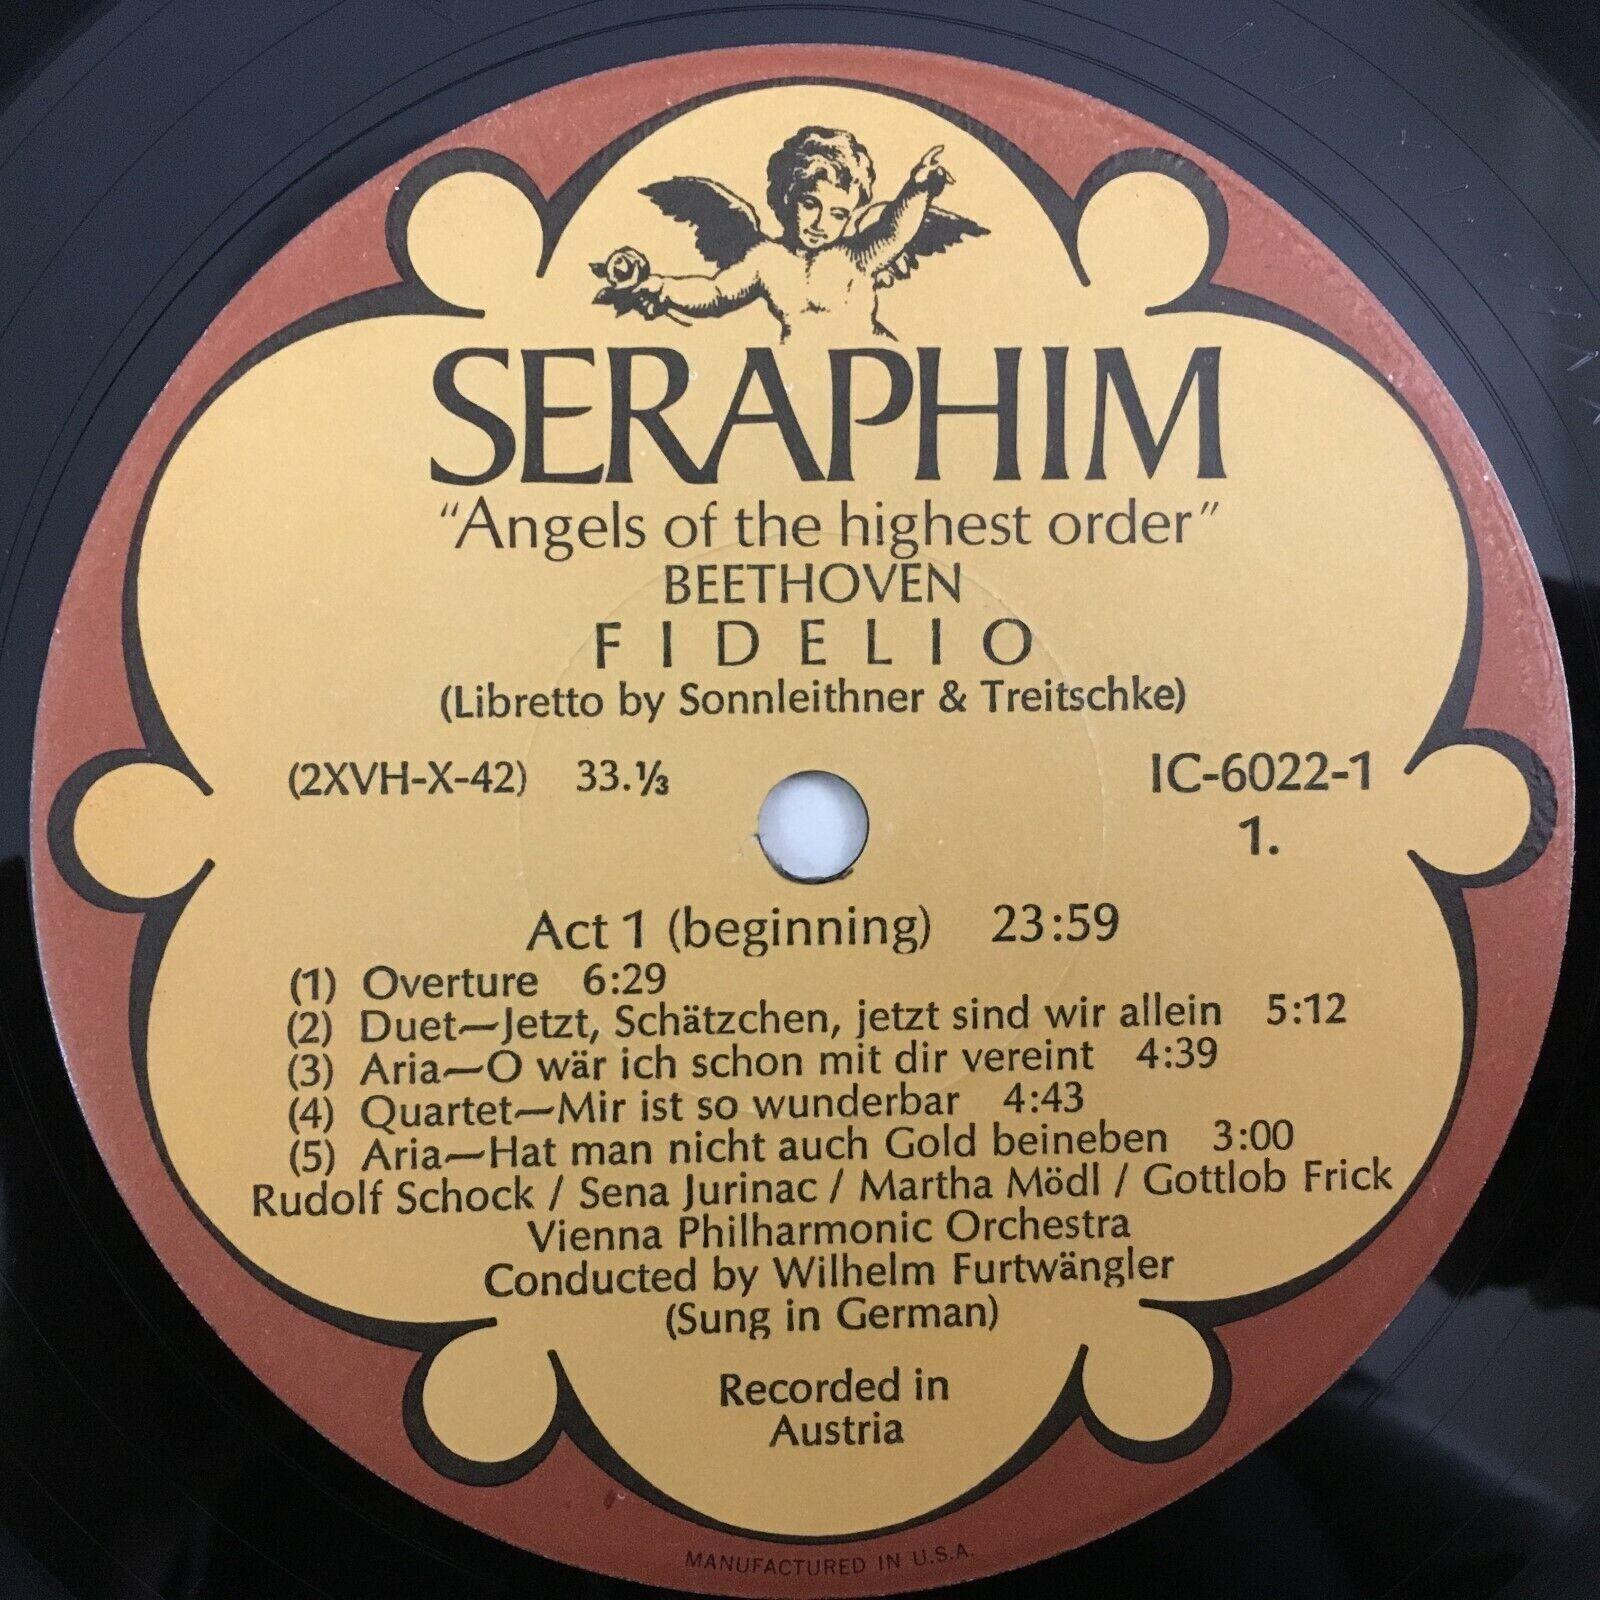 SERAPHIM
"Angels of the highest order"
BEETHOVEN
FIDELIO
(Libretto by Sonnleithner & Treitschke)
(2XVH-X-42) 33.⅓ IC-6022-1
1.
Act 1 (beginning) 23:59
(1) Overture 6:29
(2) Duet—Jetzt, Schätzchen, jetzt sind wir allein 5:12
(3) Aria—O wär ich schon mit dir vereint 4:39
(4) Quartet—Mir ist so wunderbar 4:43
(5) Aria—Hat man nicht auch Gold beineben 3:00
Rudolf Schock / Sena Jurinac / Martha Mödl / Gottlob Frick
Vienna Philharmonic Orchestra
Conducted by Wilhelm Furtwängler
(Sung in German)
Recorded in
Austria
MANUFACTURED IN U.S.A.